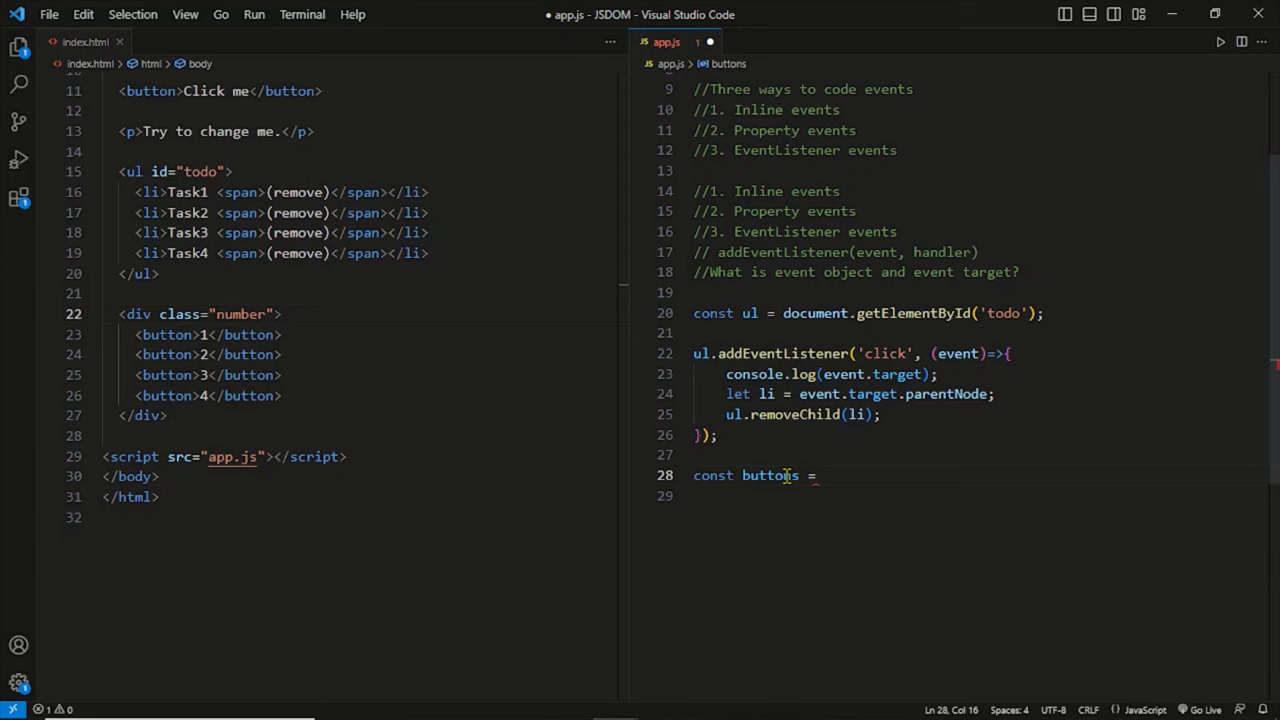 File Edit Selection View Go Run Terminal Help
● app.js - JSDOM - Visual Studio Code
index.html
index.html > html > body
11 <button>Click me</button>
12
13 <p>Try to change me.</p>
14
15 <ul id="todo">
16 <li>Task1 <span>(remove)</span></li>
17 <li>Task2 <span>(remove)</span></li>
18 <li>Task3 <span>(remove)</span></li>
19 <li>Task4 <span>(remove)</span></li>
20 </ul>
21
22 <div class="number">
23 <button>1</button>
24 <button>2</button>
25 <button>3</button>
26 <button>4</button>
27 </div>
28
29 <script src="app.js"></script>
30 </body>
31 </html>
32
JS app.js 1 ●
JS app.js > buttons
9 //Three ways to code events
10 //1. Inline events
11 //2. Property events
12 //3. EventListener events
13
14 //1. Inline events
15 //2. Property events
16 //3. EventListener events
17 // addEventListener(event, handler)
18 //What is event object and event target?
19
20 const ul = document.getElementById('todo');
21
22 ul.addEventListener('click', (event)=>{
23 console.log(event.target);
24 let li = event.target.parentNode;
25 ul.removeChild(li);
26 });
27
28 const buttons =
29
1 0
Ln 28, Col 16 Spaces: 4 UTF-8 CRLF {} JavaScript Go Live